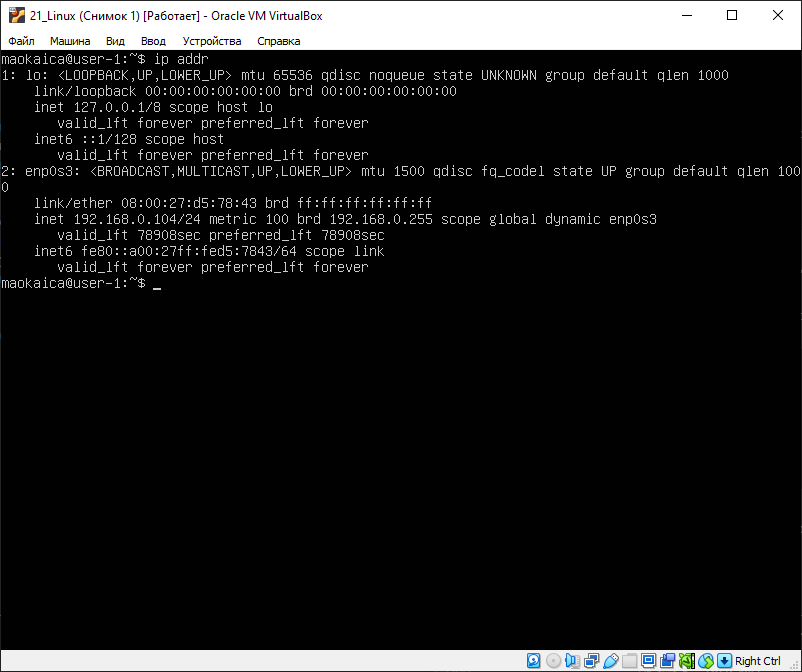 21_Linux (Снимок 1) [Работает] - Oracle VM VirtualBox
Файл Машина Вид Ввод Устройства Справка
maokaica@user-1:~$ ip addr
1: lo: <LOOPBACK,UP,LOWER_UP> mtu 65536 qdisc noqueue state UNKNOWN group default qlen 1000
link/loopback 00:00:00:00:00:00 brd 00:00:00:00:00:00
inet 127.0.0.1/8 scope host lo
valid_lft forever preferred_lft forever
inet6 ::1/128 scope host
valid_lft forever preferred_lft forever
2: enp0s3: <BROADCAST,MULTICAST,UP,LOWER_UP> mtu 1500 qdisc fq_codel state UP group default qlen 100
0
link/ether 08:00:27:d5:78:43 brd ff:ff:ff:ff:ff:ff
inet 192.168.0.104/24 metric 100 brd 192.168.0.255 scope global dynamic enp0s3
valid_lft 78908sec preferred_lft 78908sec
inet6 fe80::a00:27ff:fed5:7843/64 scope link
valid_lft forever preferred_lft forever
maokaica@user-1:~$ _
Right Ctrl